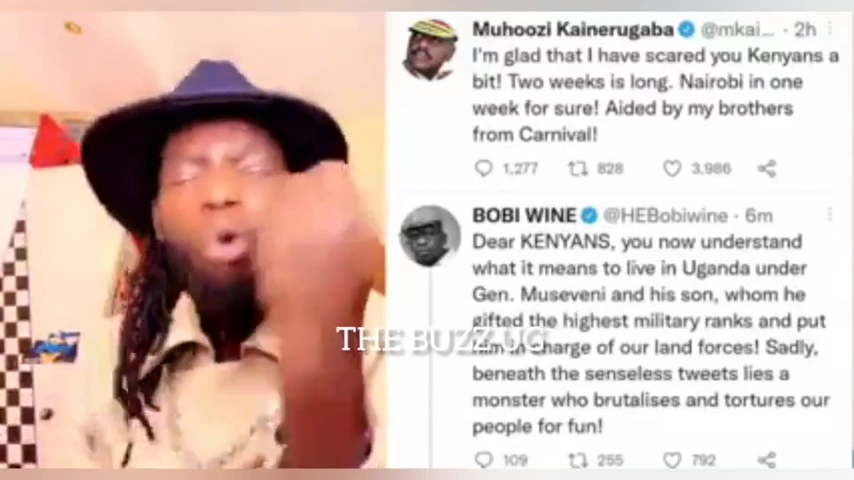 Muhoozi Kainerugaba @mkai... · 2h
I'm glad that I have scared you Kenyans a
bit! Two weeks is long. Nairobi in one
week for sure! Aided by my brothers
from Carnival!
1,277 828 3,986
BOBI WINE @HEBobiwine · 6m
Dear KENYANS, you now understand
what it means to live in Uganda under
Gen. Museveni and his son, whom he
gifted the highest military ranks and put
him in charge of our land forces! Sadly,
THE BUZZ UG
beneath the senseless tweets lies a
monster who brutalises and tortures our
people for fun!
109 255 792